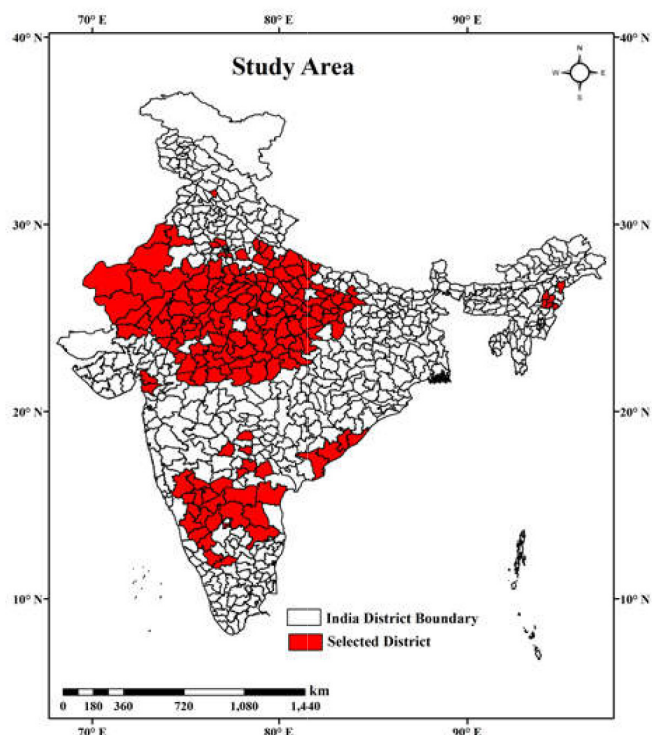 70° E 80° E 90° E
40° N 40° N
Study Area
N
W E
S
30° N 30° N
20° N 20° N
10° N 10° N
India District Boundary
Selected District
km
0 180 360 720 1,080 1,440
70° E 80° E 90° E